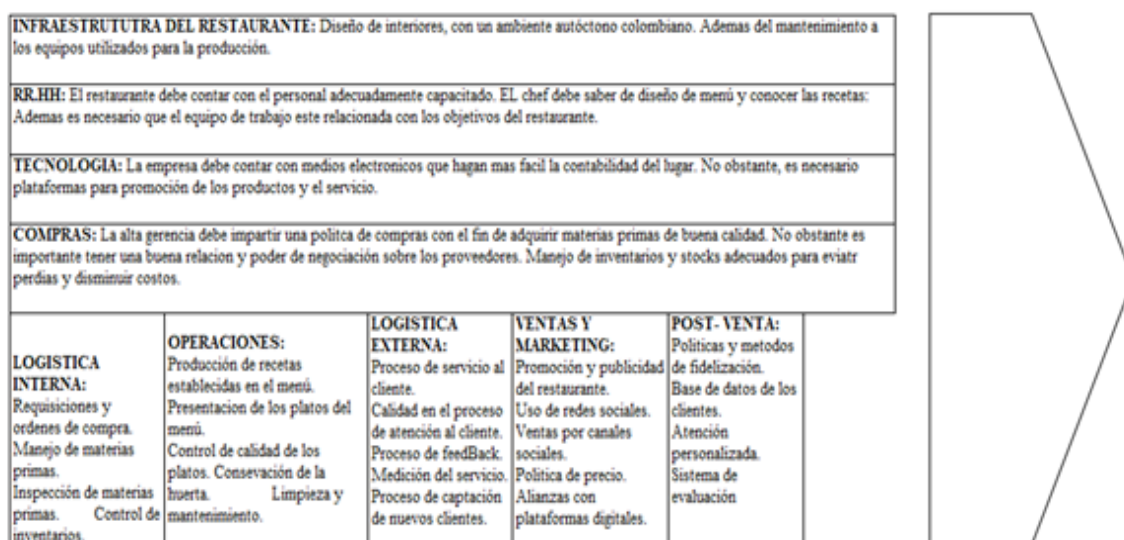 INFRAESTRUTUTRA DEL RESTAURANTE: Diseño de interiores, con un ambiente autóctono colombiano. Ademas del mantenimiento a
los equipos utilizados para la producción.
RR.HH: El restaurante debe contar con el personal adecuadamente capacitado. EL chef debe saber de diseño de menú y conocer las recetas:
Ademas es necesario que el equipo de trabajo este relacionada con los objetivos del restaurante.
TECNOLOGIA: La empresa debe contar con medios electronicos que hagan mas facil la contabilidad del lugar. No obstante, es necesario
plataformas para promoción de los productos y el servicio.
COMPRAS: La alta gerencia debe impartir una politca de compras con el fin de adquirir materias primas de buena calidad. No obstante es
importante tener una buena relacion y poder de negociación sobre los proveedores. Manejo de inventarios y stocks adecuados para eviatr
perdias y disminuir costos.
LOGISTICA
INTERNA:
Requisiciones y
ordenes de compra.
Manejo de materias
primas.
Inspección de materias
primas. Control de
inventarios.
OPERACIONES:
Producción de recetas
establecidas en el menú.
Presentacion de los platos del
menú.
Control de calidad de los
platos. Consevación de la
huerta. Limpieza y
mantenimiento.
LOGISTICA
EXTERNA:
Proceso de servicio al
cliente.
Calidad en el proceso
de atención al cliente.
Proceso de feedBack.
Medición del servicio.
Proceso de captación
de nuevos clientes.
VENTAS Y
MARKETING:
Promoción y publicidad
del restaurante.
Uso de redes sociales.
Ventas por canales
sociales.
Politica de precio.
Alianzas con
plataformas digitales.
POST- VENTA:
Politicas y metodos
de fidelización.
Base de datos de los
clientes.
Atención
personalizada.
Sistema de
evaluación